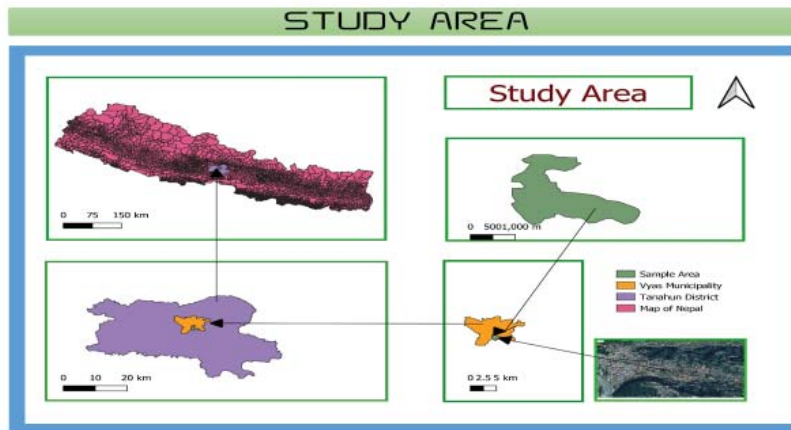 STUDY AREA
Study Area
0 75 150 km
0 5001,000 m
Sample Area
Vyas Municipality
Tanahun District
Map of Nepal
0 10 20 km
0 2.5 5 km